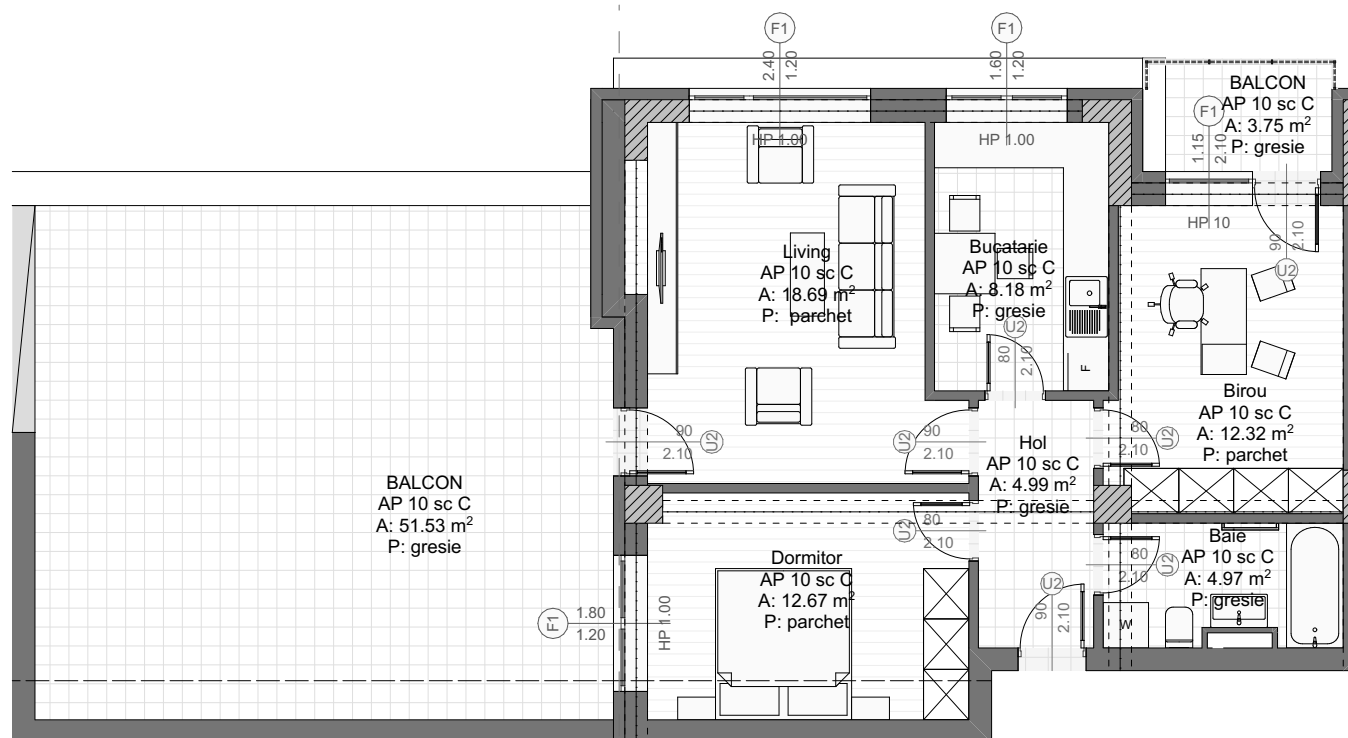 F1
2.40
1.20
HP 1.00
F1
1.60
1.20
HP 1.00
BALCON
AP 10 sc C
A: 3.75 m²
P: gresie
F1
1.15
2.10
HP 10
90
2.10
U2
Living
AP 10 sc C
A: 18.69 m²
P: parchet
Bucatarie
AP 10 sc C
A: 8.18 m²
P: gresie
U2
80
2.10
F
Birou
AP 10 sc C
A: 12.32 m²
P: parchet
90
2.10
U2
U2
90
2.10
Hol
AP 10 sc C
A: 4.99 m²
P: gresie
80
2.10
U2
BALCON
AP 10 sc C
A: 51.53 m²
P: gresie
U2
80
2.10
Dormitor
AP 10 sc C
A: 12.67 m²
P: parchet
Baie
AP 10 sc C
A: 4.97 m²
P: gresie
80
2.10
U2
U2
90
2.10
W
F1
1.80
1.20
HP 1.00